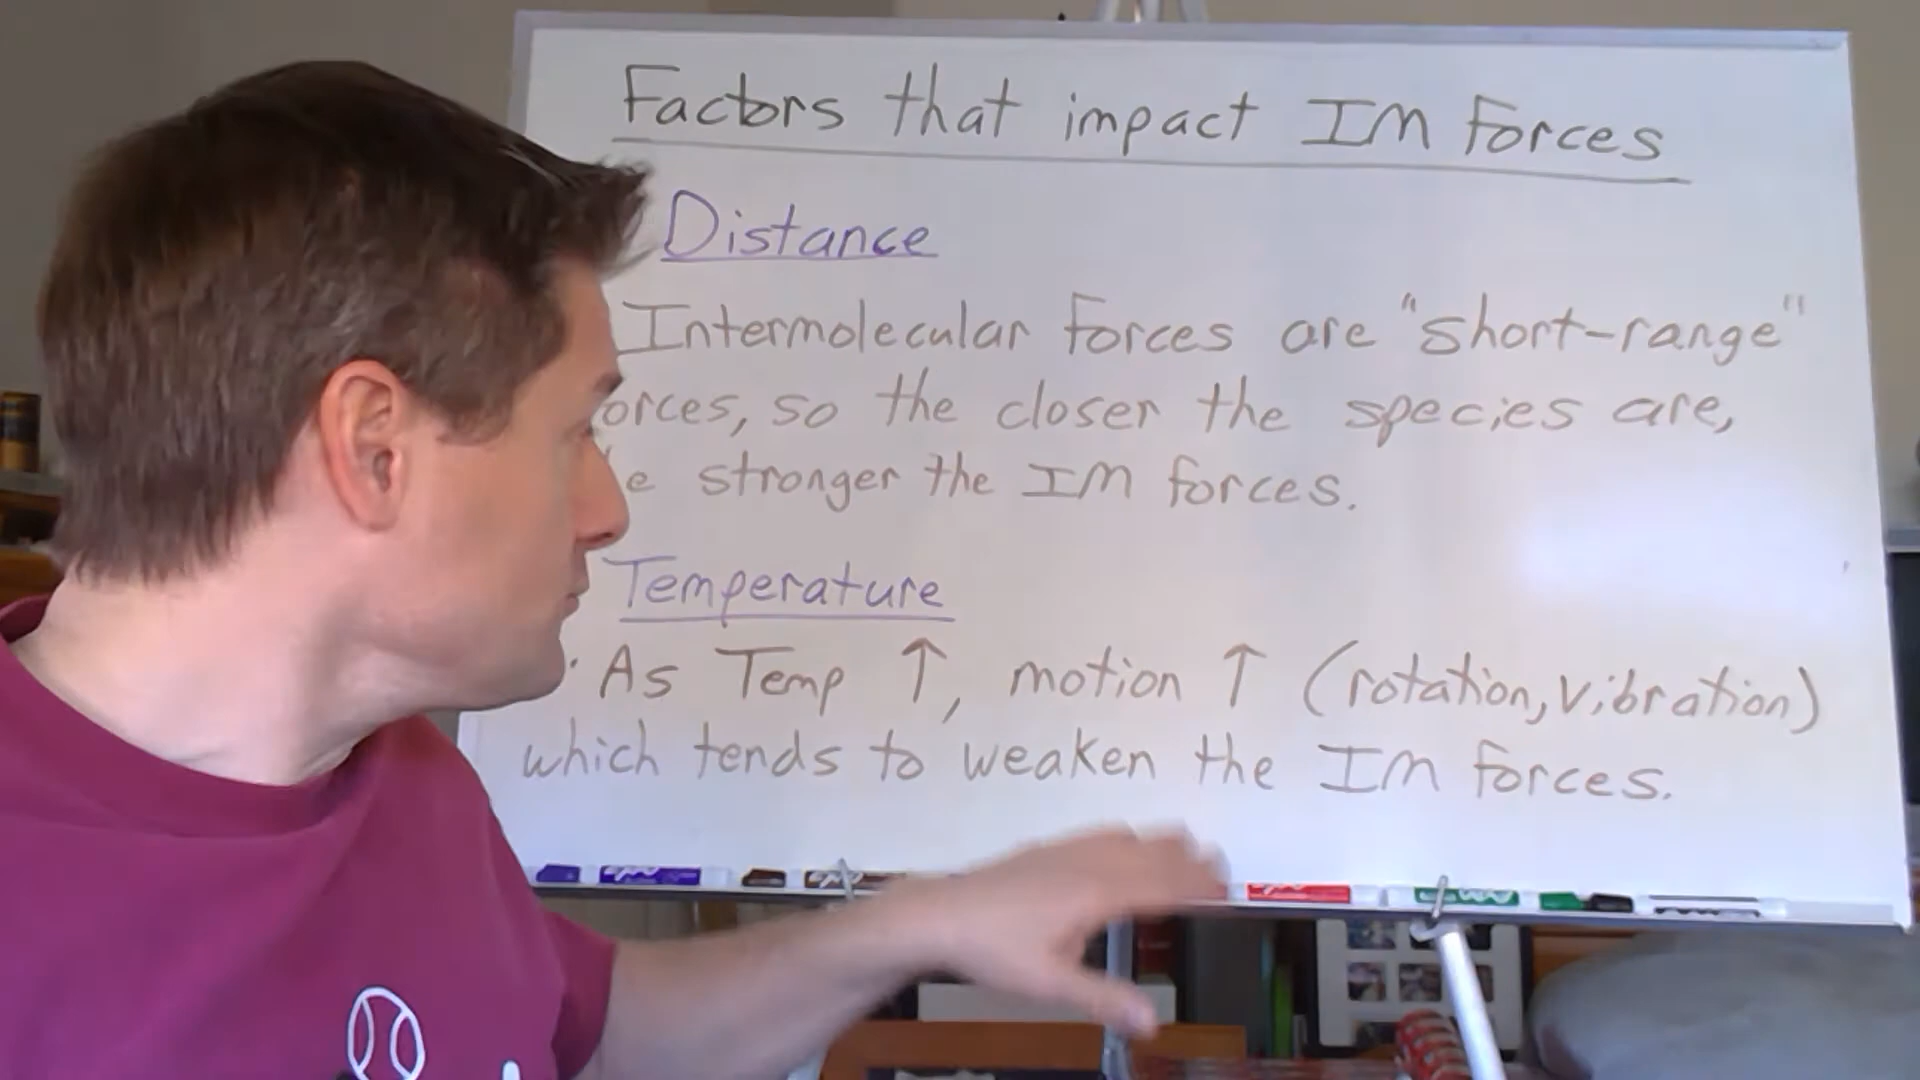 Factors that impact IM Forces
Distance
Intermolecular forces are "short-range"
orces, so the closer the species are,
e stronger the IM forces.
Temperature
· As Temp ↑, motion ↑ (rotation, vibration)
which tends to weaken the IM forces.